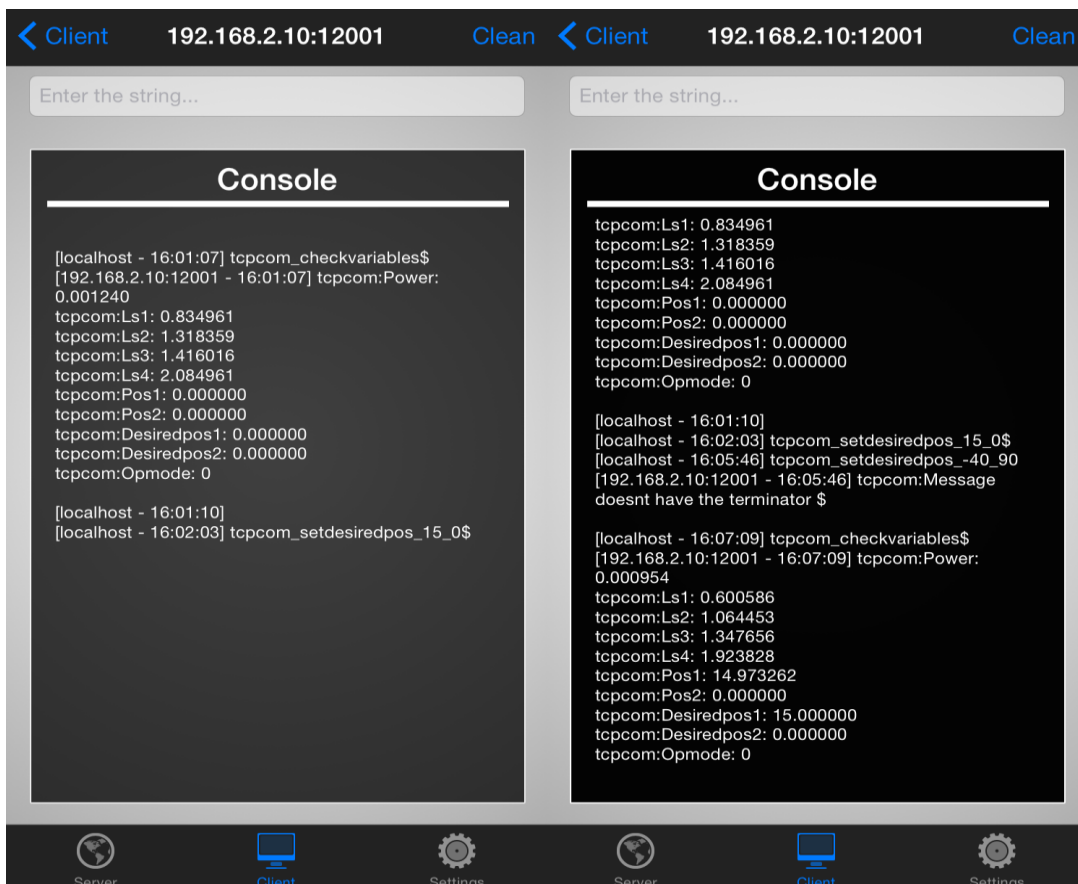 Client 192.168.2.10:12001 Clean
Enter the string...
Console
[localhost - 16:01:07] tcpcom_checkvariables$
[192.168.2.10:12001 - 16:01:07] tcpcom:Power:
0.001240
tcpcom:Ls1: 0.834961
tcpcom:Ls2: 1.318359
tcpcom:Ls3: 1.416016
tcpcom:Ls4: 2.084961
tcpcom:Pos1: 0.000000
tcpcom:Pos2: 0.000000
tcpcom:Desiredpos1: 0.000000
tcpcom:Desiredpos2: 0.000000
tcpcom:Opmode: 0
[localhost - 16:01:10]
[localhost - 16:02:03] tcpcom_setdesiredpos_15_0$
Server Client Settings
Client 192.168.2.10:12001 Clean
Enter the string...
Console
tcpcom:Ls1: 0.834961
tcpcom:Ls2: 1.318359
tcpcom:Ls3: 1.416016
tcpcom:Ls4: 2.084961
tcpcom:Pos1: 0.000000
tcpcom:Pos2: 0.000000
tcpcom:Desiredpos1: 0.000000
tcpcom:Desiredpos2: 0.000000
tcpcom:Opmode: 0
[localhost - 16:01:10]
[localhost - 16:02:03] tcpcom_setdesiredpos_15_0$
[localhost - 16:05:46] tcpcom_setdesiredpos_-40_90
[192.168.2.10:12001 - 16:05:46] tcpcom:Message
doesnt have the terminator $
[localhost - 16:07:09] tcpcom_checkvariables$
[192.168.2.10:12001 - 16:07:09] tcpcom:Power:
0.000954
tcpcom:Ls1: 0.600586
tcpcom:Ls2: 1.064453
tcpcom:Ls3: 1.347656
tcpcom:Ls4: 1.923828
tcpcom:Pos1: 14.973262
tcpcom:Pos2: 0.000000
tcpcom:Desiredpos1: 15.000000
tcpcom:Desiredpos2: 0.000000
tcpcom:Opmode: 0
Server Client Settings